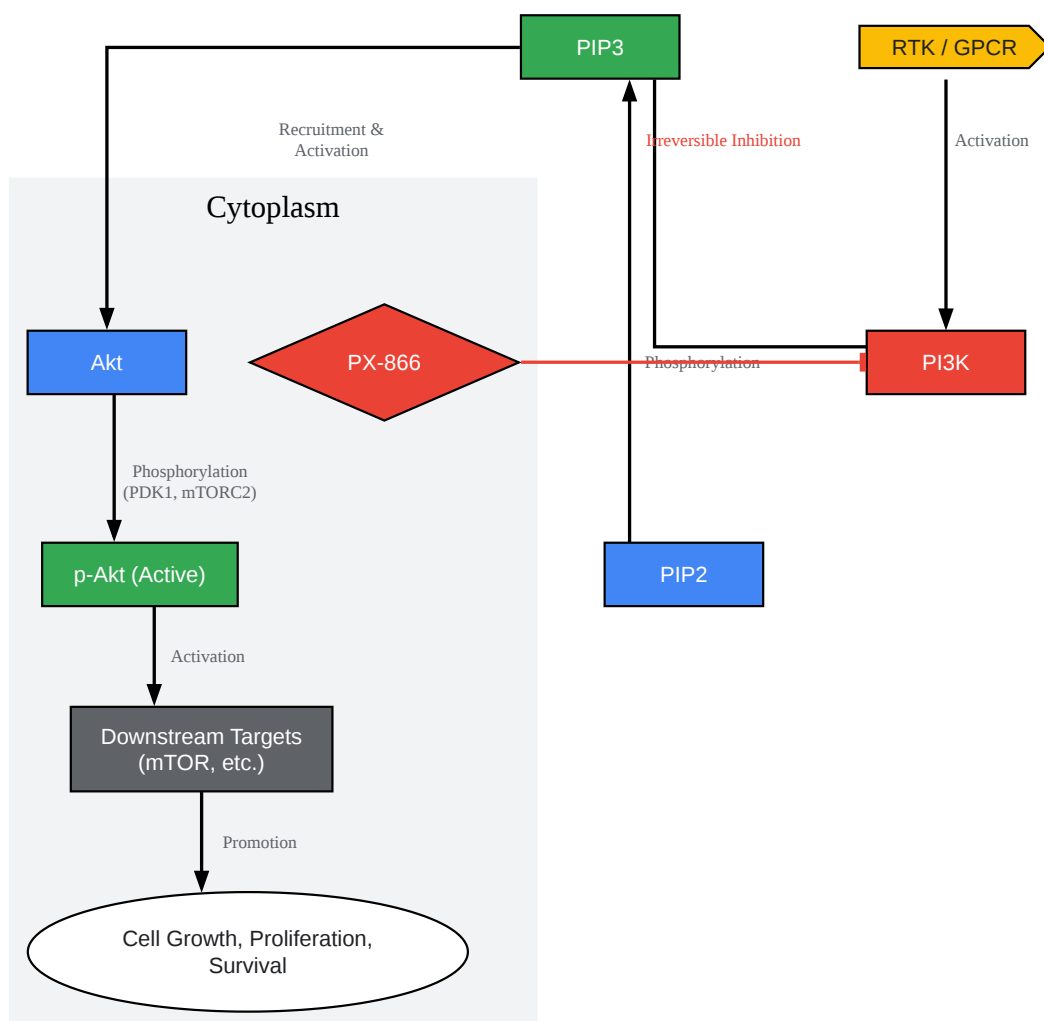 PIP3
RTK / GPCR
Recruitment &
Activation
Irreversible Inhibition
Activation
Cytoplasm
Akt
PX-866
Phosphorylation
PI3K
Phosphorylation
(PDK1, mTORC2)
p-Akt (Active)
PIP2
Activation
Downstream Targets
(mTOR, etc.)
Promotion
Cell Growth, Proliferation,
Survival